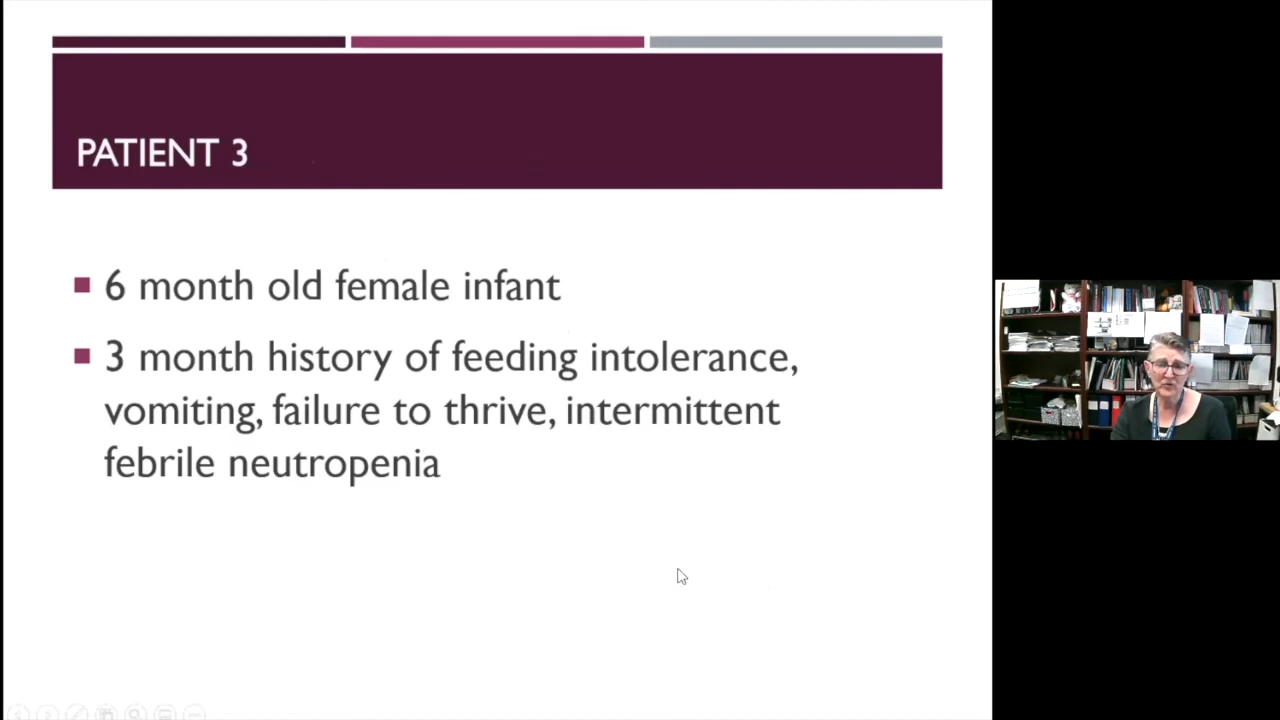 PATIENT 3
6 month old female infant
3 month history of feeding intolerance,
vomiting, failure to thrive, intermittent
febrile neutropenia